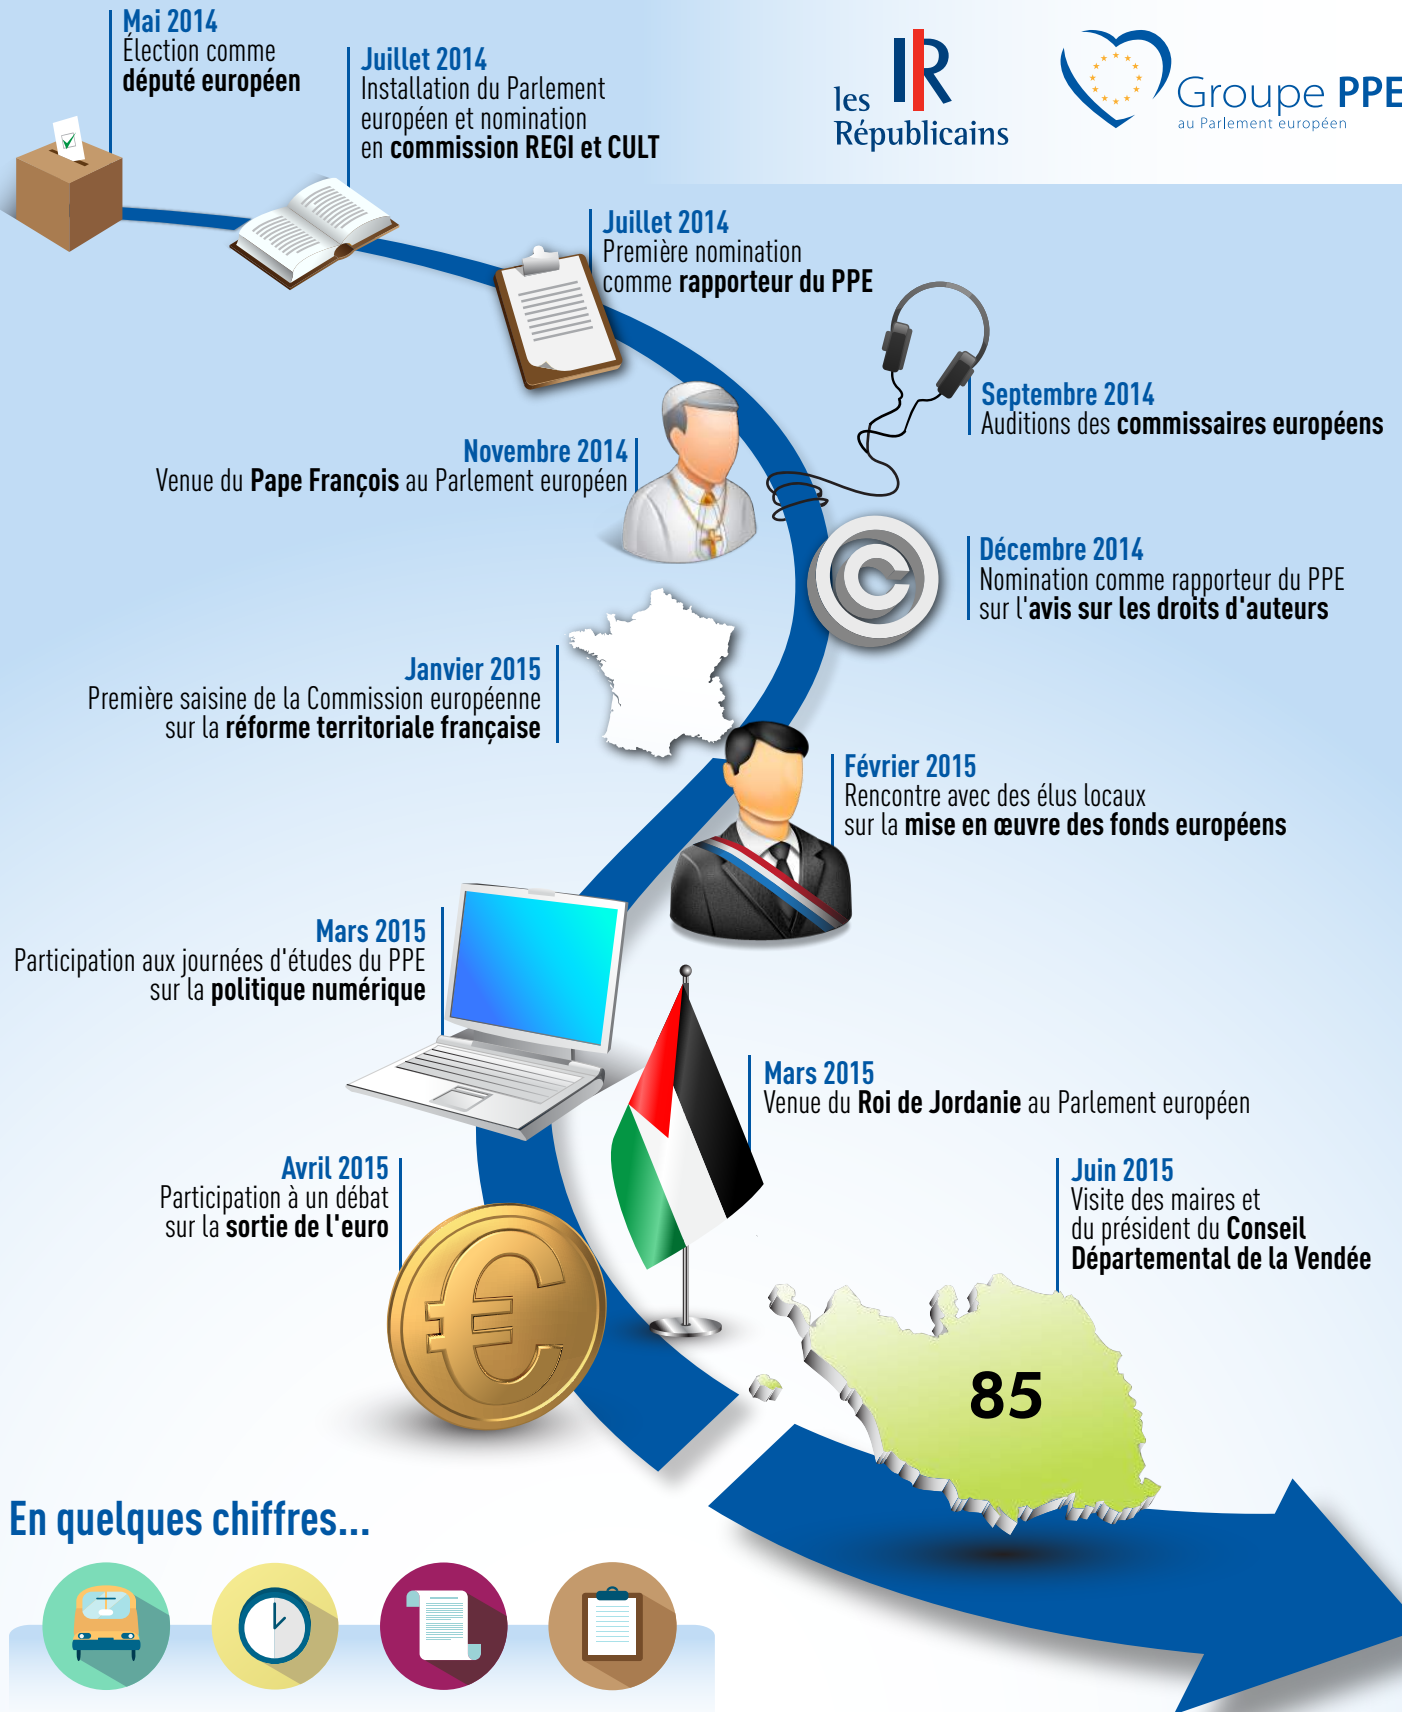 Mai 2014
Élection comme
député européen
Juillet 2014
Installation du Parlement
européen et nomination
en commission REGI et CULT
les
Républicains
Groupe PPE
au Parlement européen
Juillet 2014
Première nomination
comme rapporteur du PPE
Septembre 2014
Auditions des commissaires européens
Novembre 2014
Venue du Pape François au Parlement européen
Décembre 2014
Nomination comme rapporteur du PPE
sur l'avis sur les droits d'auteurs
Janvier 2015
Première saisine de la Commission européenne
sur la réforme territoriale française
Février 2015
Rencontre avec des élus locaux
sur la mise en œuvre des fonds européens
Mars 2015
Participation aux journées d'études du PPE
sur la politique numérique
Mars 2015
Venue du Roi de Jordanie au Parlement européen
Avril 2015
Participation à un débat
sur la sortie de l'euro
Juin 2015
Visite des maires et
du président du Conseil
Départemental de la Vendée
85
En quelques chiffres...